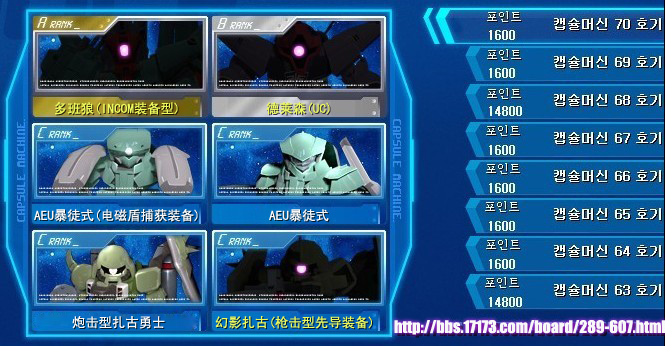 A RANK_
B RANK_
多班狼(INCOM装备型)
德莱森(UC)
C RANK_
C RANK_
AEU暴徒式(电磁盾捕获装备)
AEU暴徒式
C RANK_
C RANK_
炮击型扎古勇士
幻影扎古(枪击型先导装备)
CAPSULE MACHINE
CAPSULE MACHINE
포인트
1600
캡슐머신 70 호기
포인트
1600
캡슐머신 69 호기
포인트
14800
캡슐머신 68 호기
포인트
1600
캡슐머신 67 호기
포인트
1600
캡슐머신 66 호기
포인트
1600
캡슐머신 65 호기
포인트
1600
캡슐머신 64 호기
포인트
14800
캡슐머신 63 호기
http://bbs.17173.com/board/289-607.html